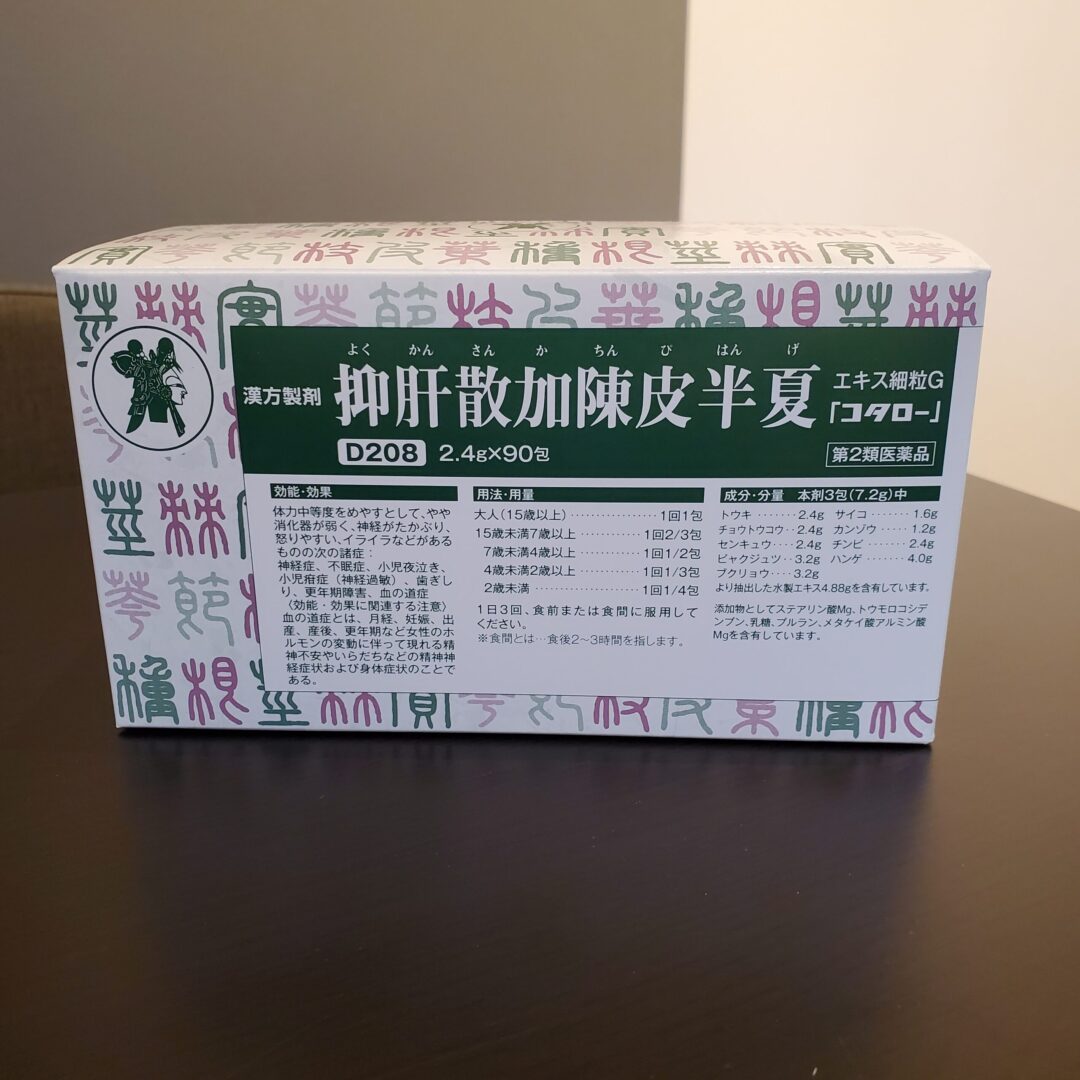 よくかんさんかちんぴはんげ
漢方製剤 抑肝散加陳皮半夏 エキス細粒G
「コタロー」
D208 2.4g×90包 第2類医薬品
効能・効果
体力中等度をめやすとして、やや
消化器が弱く、神経がたかぶり、
怒りやすい、イライラなどがある
ものの次の諸症：
神経症、不眠症、小児夜泣き、
小児疳症（神経過敏）、歯ぎし
り、更年期障害、血の道症
〈効能・効果に関連する注意〉
血の道症とは、月経、妊娠、出
産、産後、更年期など女性のホ
ルモンの変動に伴って現れる精
神不安やいらだちなどの精神神
経症状および身体症状のことで
ある。
用法・用量
大人（15歳以上）……………1回1包
15歳未満7歳以上…………1回2/3包
7歳未満4歳以上…………1回1/2包
4歳未満2歳以上…………1回1/3包
2歳未満……………………1回1/4包
1日3回、食前または食間に服用して
ください。
※食間とは…食後2～3時間を指します。
成分・分量 本剤3包（7.2g）中
トウキ……2.4g サイコ……1.6g
チョウトウコウ‥2.4g カンゾウ……1.2g
センキュウ‥2.4g チンピ……2.4g
ビャクジュツ‥3.2g ハンゲ……4.0g
ブクリョウ‥‥3.2g
より抽出した水製エキス4.88gを含有しています。
添加物としてステアリン酸Mg、トウモロコシデ
ンプン、乳糖、プルラン、メタケイ酸アルミン酸
Mgを含有しています。